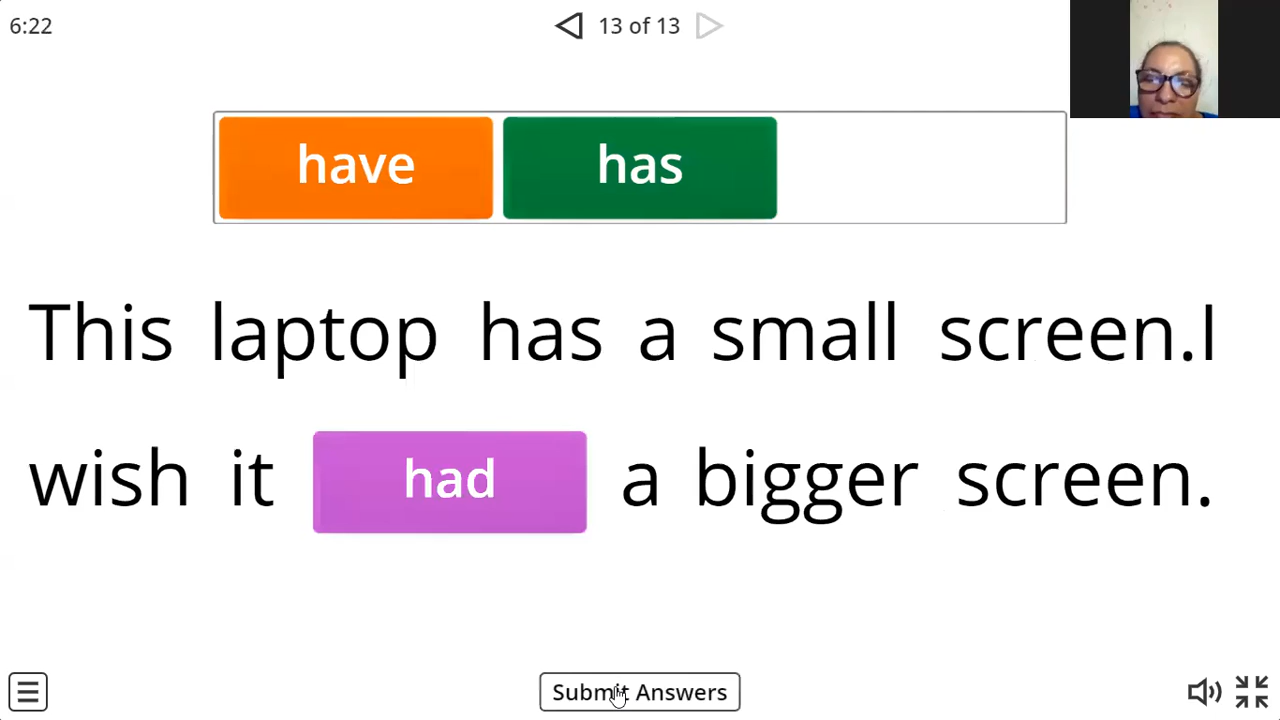 6:22
13 of 13
have has
This laptop has a small screen.I
wish it had a bigger screen.
Submit Answers